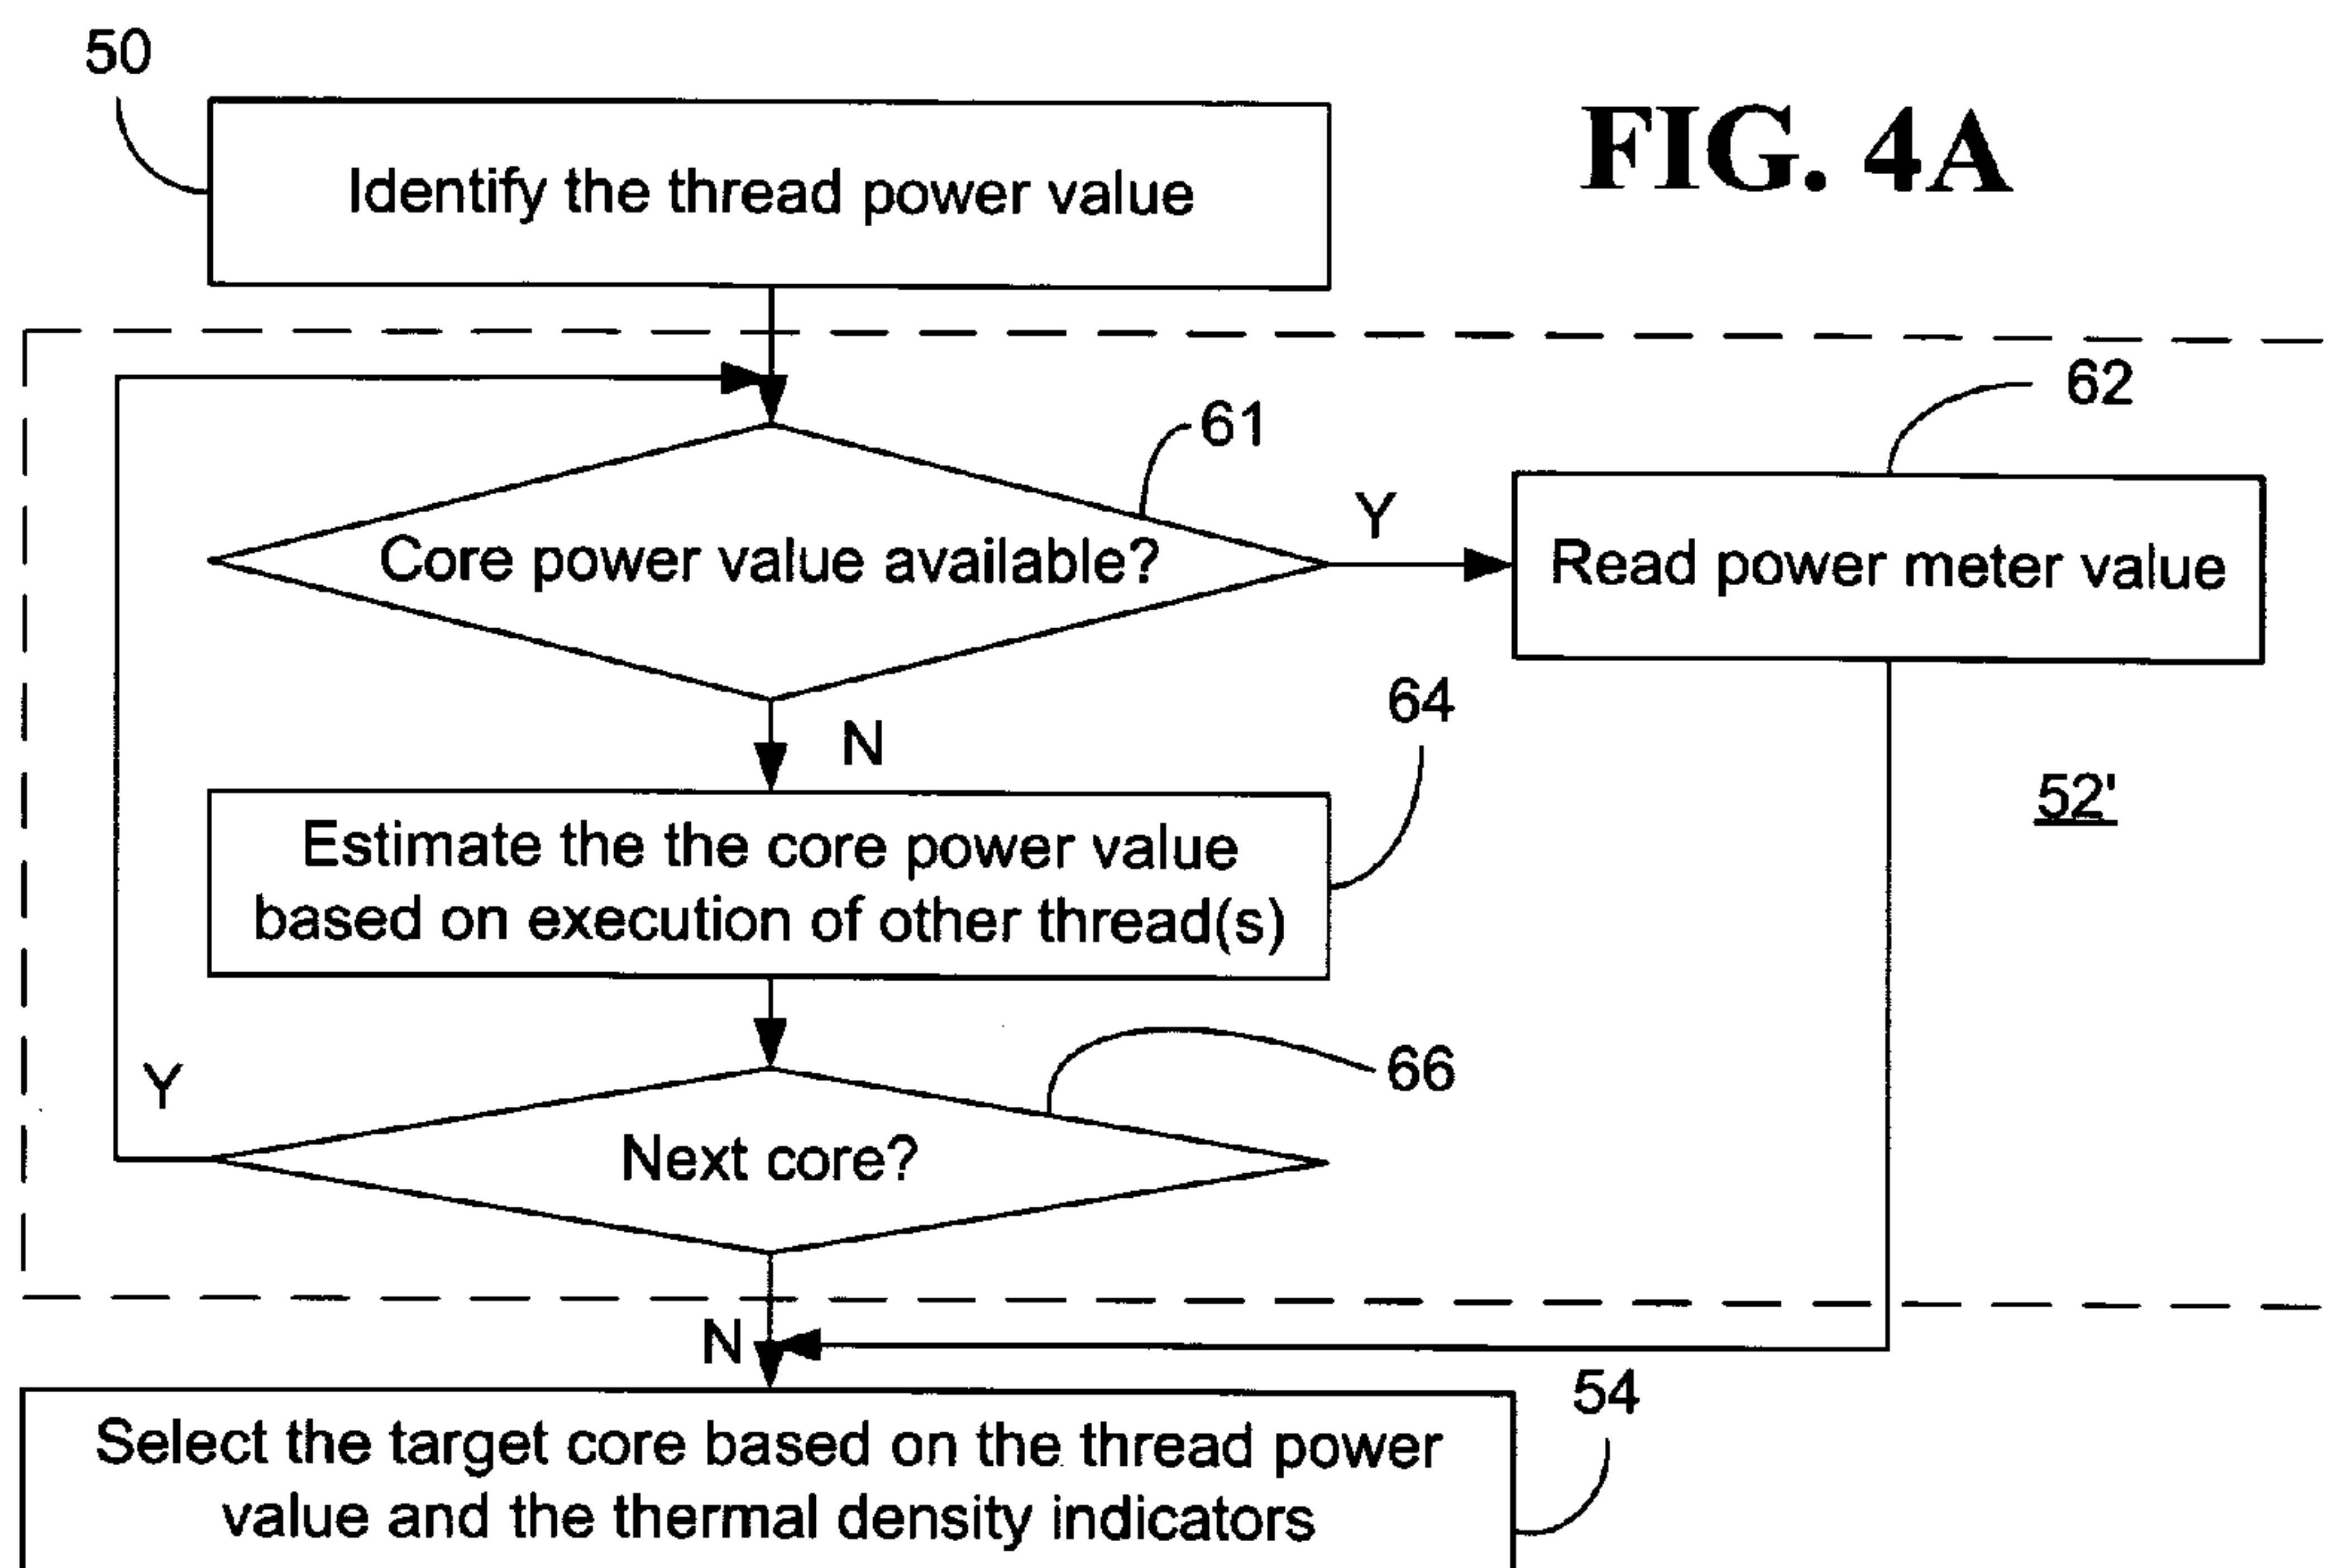 50
FIG. 4A
Identify the thread power value
62
61
Y
Core power value available?
Read power meter value
64
N
52'
Estimate the the core power value
based on execution of other thread(s)
66
Y
Next core?
N
54
Select the target core based on the thread power
value and the thermal density indicators